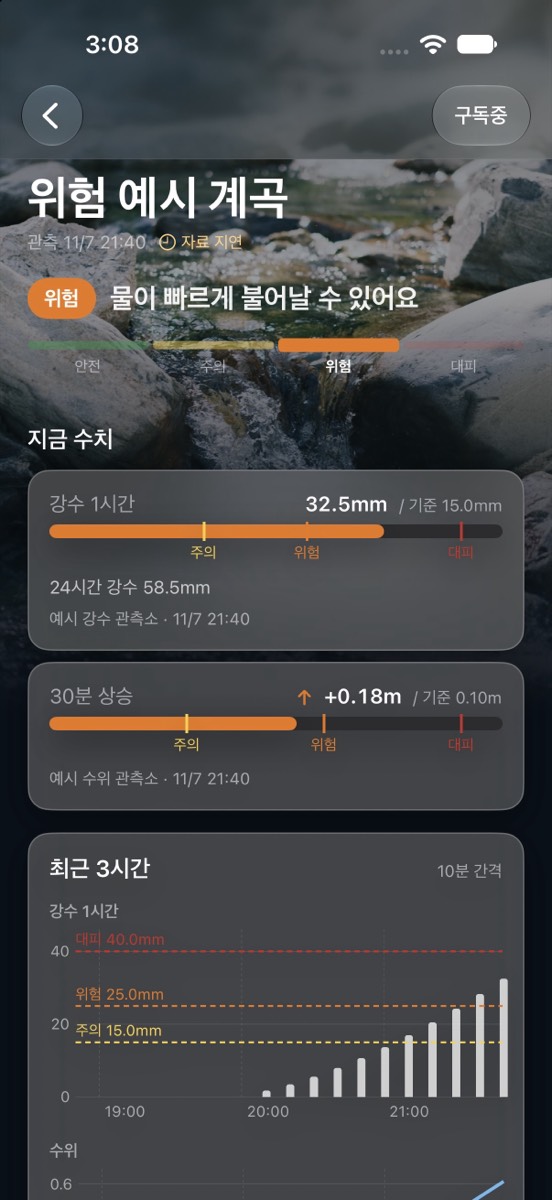 3:08
구독중
위험 예시 계곡
관측 11/7 21:40 자료 지연
위험 물이 빠르게 불어날 수 있어요
안전 주의 위험 대피
지금 수치
강수 1시간 32.5mm / 기준 15.0mm
주의 위험 대피
24시간 강수 58.5mm
예시 강수 관측소 · 11/7 21:40
30분 상승 ↑ +0.18m / 기준 0.10m
주의 위험 대피
예시 수위 관측소 · 11/7 21:40
최근 3시간 10분 간격
강수 1시간
대피 40.0mm
40
위험 25.0mm
20
주의 15.0mm
0
19:00 20:00 21:00
수위
0.6